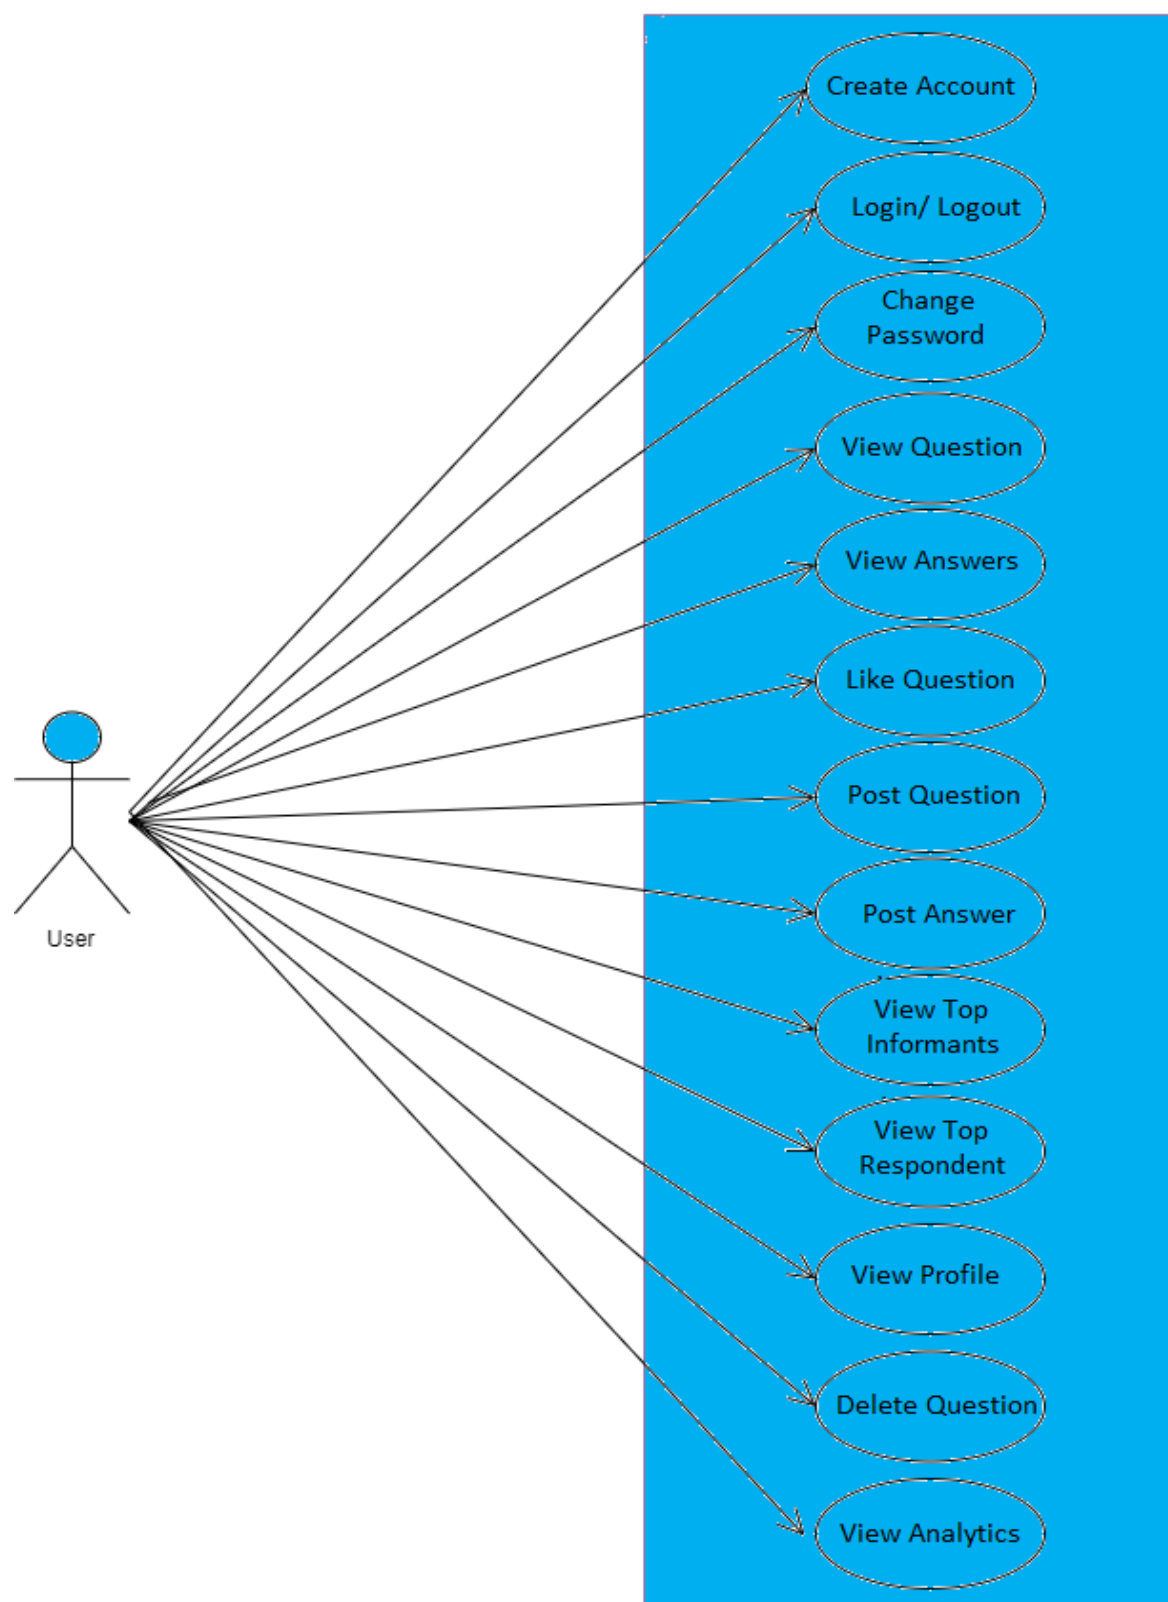 Create Account
Login/ Logout
Change
Password
View Question
View Answers
Like Question
Post Question
Post Answer
View Top
Informants
View Top
Respondent
View Profile
Delete Question
View Analytics
User